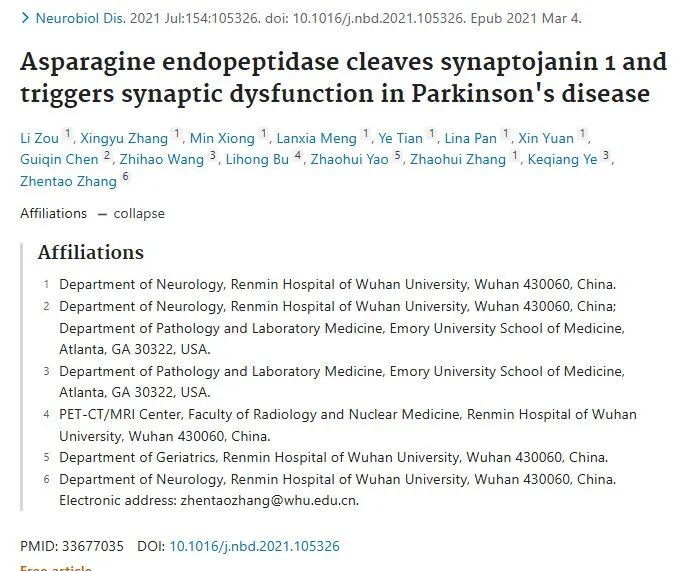 Neurobiol Dis. 2021 Jul:154:105326. doi: 10.1016/j.nbd.2021.105326. Epub 2021 Mar 4.
Asparagine endopeptidase cleaves synaptojanin 1 and
triggers synaptic dysfunction in Parkinson's disease
Li Zou 1, Xingyu Zhang 1, Min Xiong 1, Lanxia Meng 1, Ye Tian 1, Lina Pan 1, Xin Yuan 1,
Guiqin Chen 2, Zhihao Wang 3, Lihong Bu 4, Zhaohui Yao 5, Zhaohui Zhang 1, Keqiang Ye 3,
Zhentao Zhang 6
Affiliations — collapse
Affiliations
1 Department of Neurology, Renmin Hospital of Wuhan University, Wuhan 430060, China.
2 Department of Neurology, Renmin Hospital of Wuhan University, Wuhan 430060, China;
Department of Pathology and Laboratory Medicine, Emory University School of Medicine,
Atlanta, GA 30322, USA.
3 Department of Pathology and Laboratory Medicine, Emory University School of Medicine,
Atlanta, GA 30322, USA.
4 PET-CT/MRI Center, Faculty of Radiology and Nuclear Medicine, Renmin Hospital of Wuhan
University, Wuhan 430060, China.
5 Department of Geriatrics, Renmin Hospital of Wuhan University, Wuhan 430060, China.
6 Department of Neurology, Renmin Hospital of Wuhan University, Wuhan 430060, China.
Electronic address: zhentaozhang@whu.edu.cn.
PMID: 33677035 DOI: 10.1016/j.nbd.2021.105326
Free article